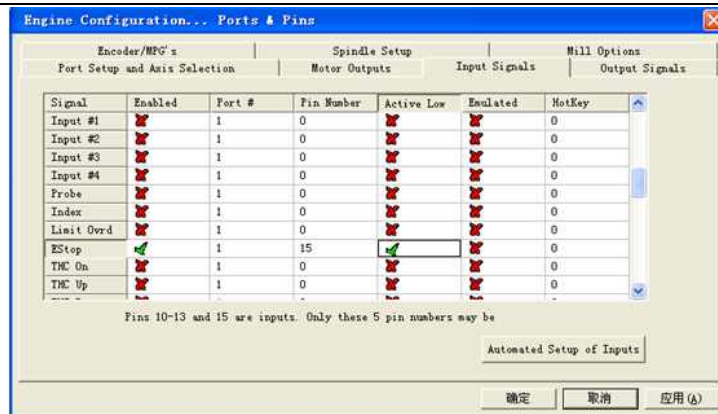 Engine Configuration... Ports & Pins
Encoder/MPG's Spindle Setup Mill Options
Port Setup and Axis Selection Motor Outputs Input Signals Output Signals
Signal Enabled Port # Pin Number Active Low Emulated HotKey
Input #1 1 0 0
Input #2 1 0 0
Input #3 1 0 0
Input #4 1 0 0
Probe 1 0 0
Index 1 0 0
Limit Ovrd 1 0 0
EStop 1 15 0
THC On 1 0 0
THC Up 1 0 0
Pins 10-13 and 15 are inputs. Only these 5 pin numbers may be
Automated Setup of Inputs
确定 取消 应用(A)